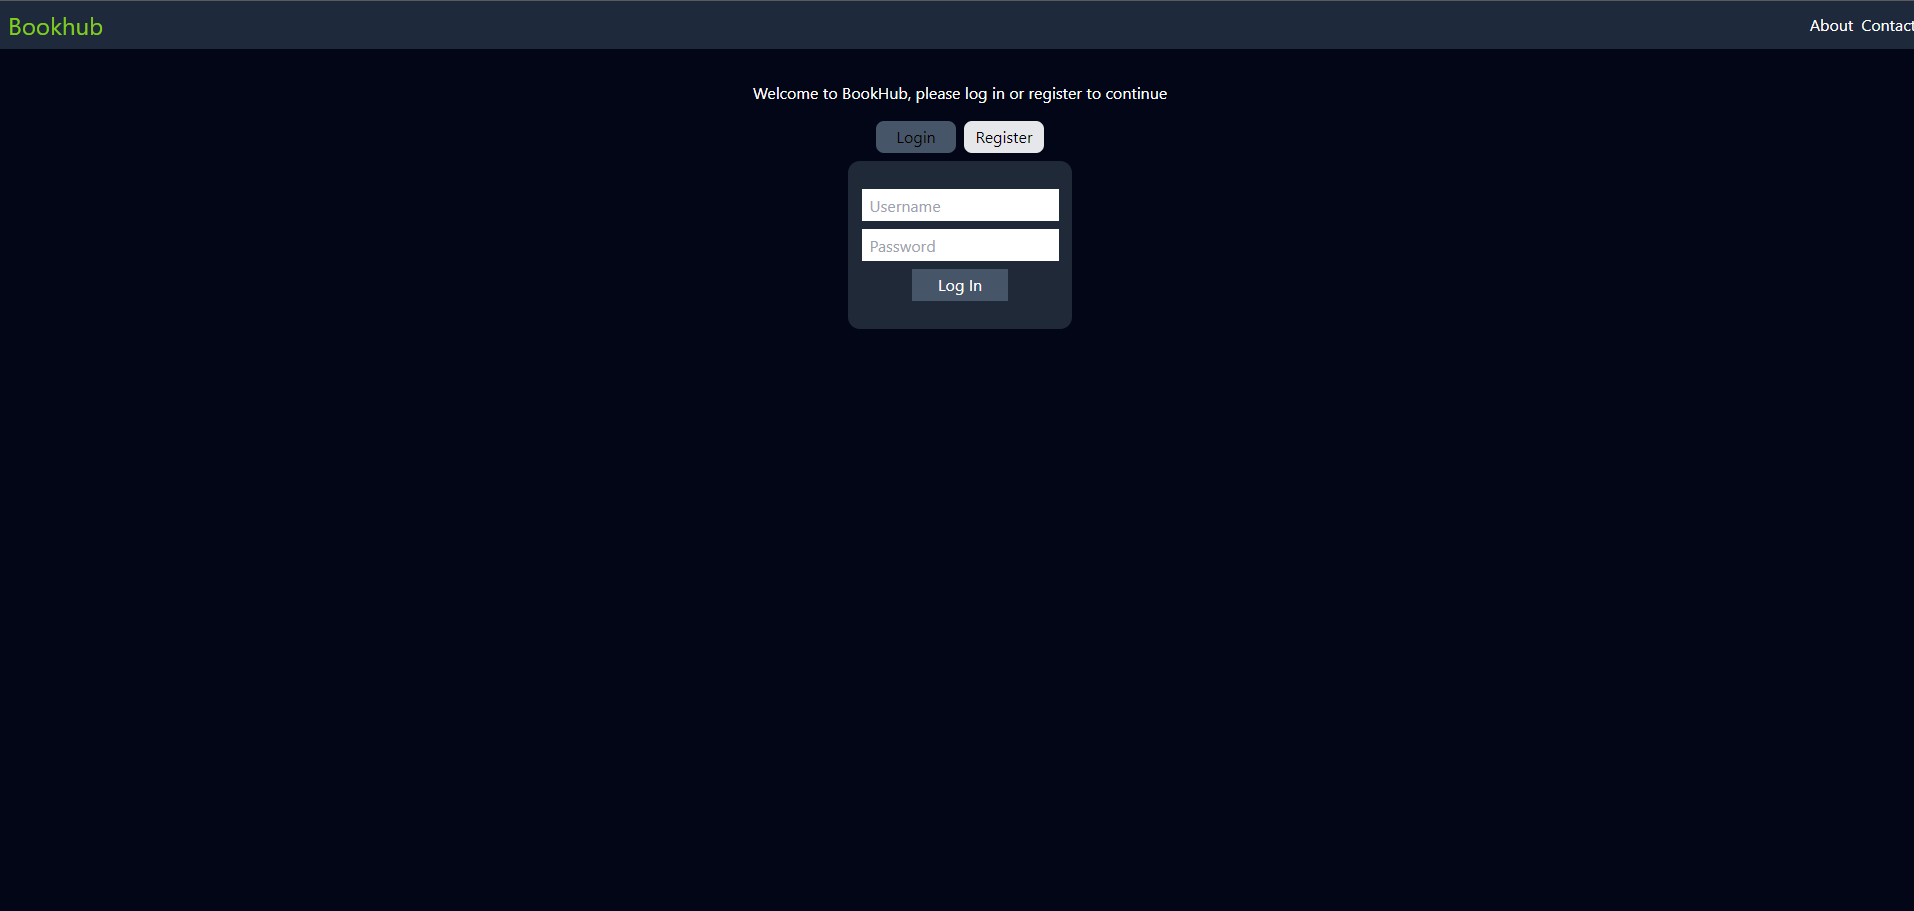 Bookhub
About Contact
Welcome to BookHub, please log in or register to continue
Login Register
Username
Password
Log In